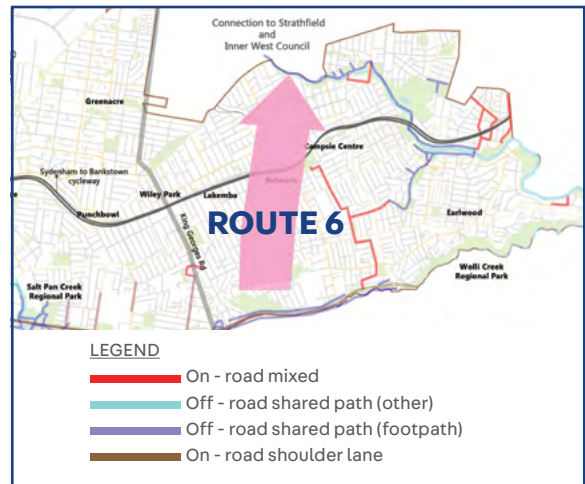 Connection to Strathfield
and
Inner West Council
Greenacre
Campsie Centre
Sydenham to Bankstown
cycleway
Wiley Park
Lakemba
Belmore
Punchbowl
King Georges Rd
ROUTE 6
Earlwood
Wolli Creek
Regional Park
Salt Pan Creek
Regional Park
LEGEND
On - road mixed
Off - road shared path (other)
Off - road shared path (footpath)
On - road shoulder lane